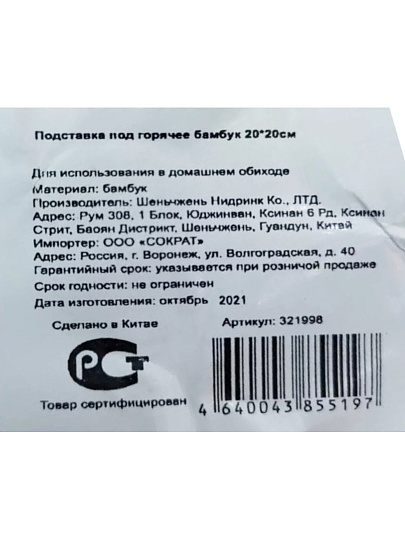 Подставка под горячее бамбук 20*20см
Для использования в домашнем обиходе
Материал: бамбук
Производитель: Шеньчжень Нидринк Ко., ЛТД.
Адрес: Рум 308, 1 Блок, Юджинван, Ксинан 6 Рд, Ксинан
Стрит, Баоян Дистрикт, Шеньчжень, Гуандун, Китай
Импортер: ООО «СОКРАТ»
Адрес: Россия, г. Воронеж, ул. Волгоградская, д. 40
Гарантийный срок: указывается при розничой продаже
Срок годности: не ограничен
Дата изготовления: октябрь 2021
Сделано в Китае
Артикул: 321998
РСТ
Товар сертифицирован
4 640043 855197